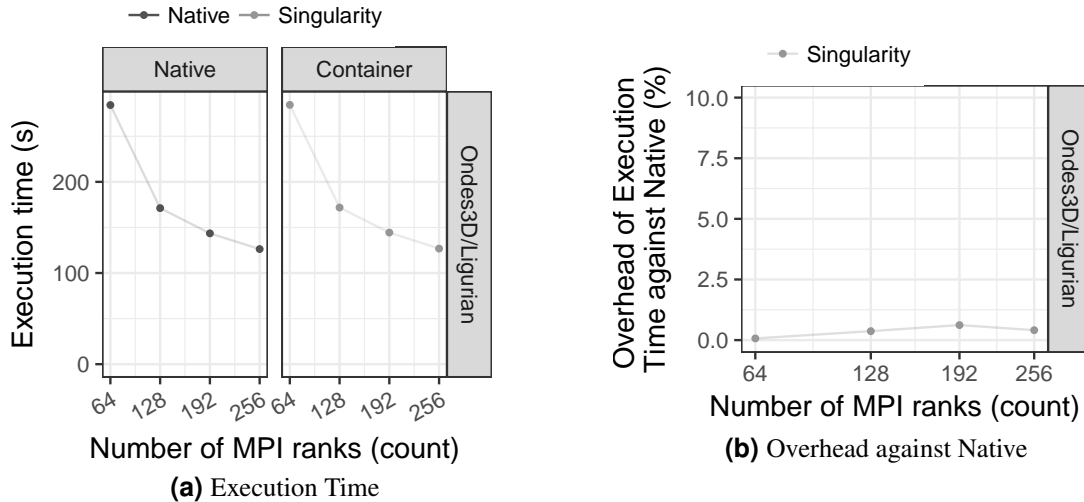 Native Singularity
Native Container
Execution time (s)
200
100
0
Ondes3D/Ligurian
64 128 192 256 64 128 192 256
Number of MPI ranks (count)
(a) Execution Time
Singularity
Overhead of Execution
Time against Native (%)
10.0
7.5
5.0
2.5
0.0
Ondes3D/Ligurian
64 128 192 256
Number of MPI ranks (count)
(b) Overhead against Native